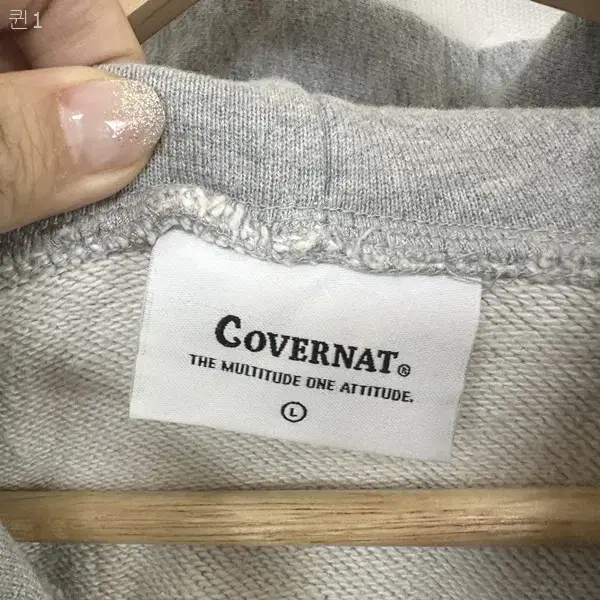 퀸1
COVERNAT®
THE MULTITUDE ONE ATTITUDE.
L